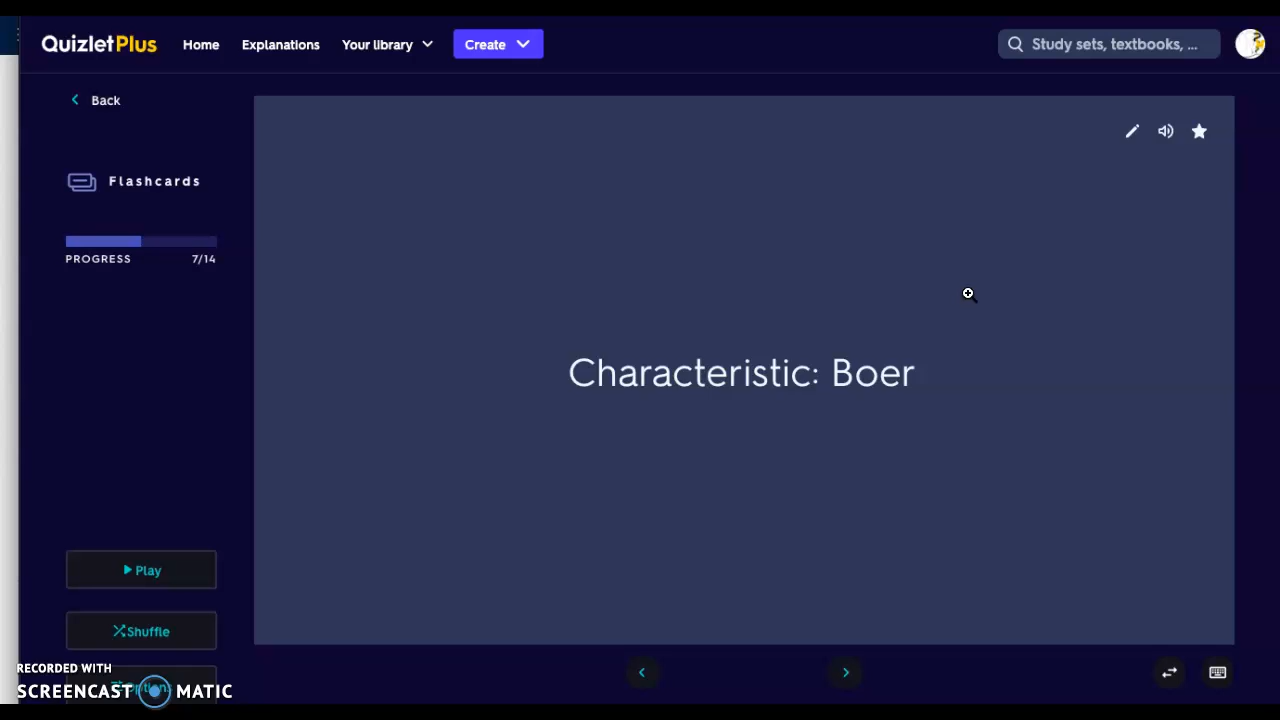 QuizletPlus
Home
Explanations
Your library
Create
Study sets, textbooks, ...
Back
Flashcards
PROGRESS 7/14
Characteristic: Boer
Play
Shuffle
RECORDED WITH
SCREENCAST MATIC